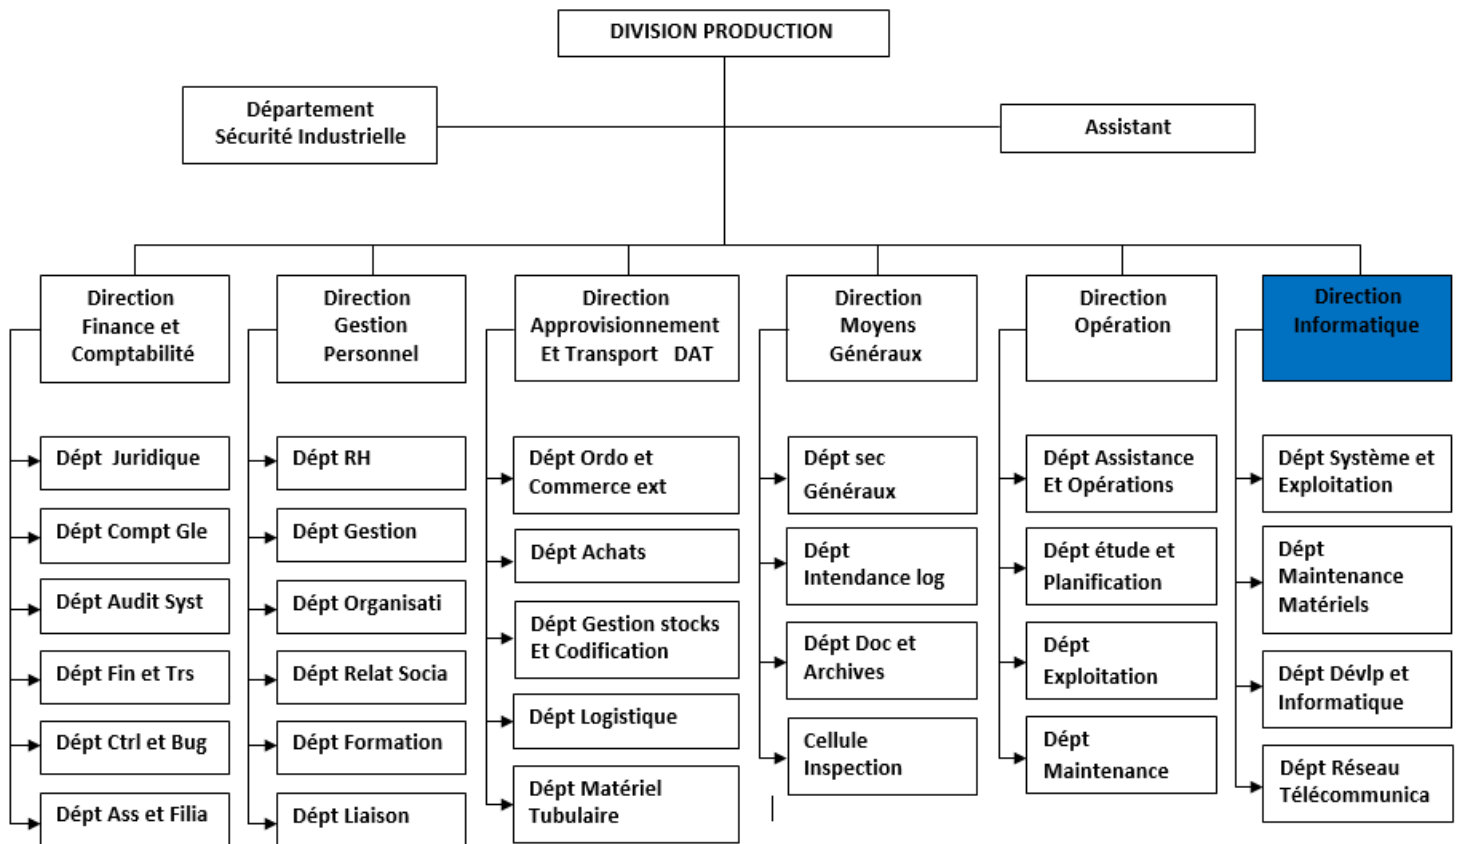 DIVISION PRODUCTION
Département
Sécurité Industrielle
Assistant
Direction
Finance et
Comptabilité
Direction
Gestion
Personnel
Direction
Approvisionnement
Et Transport DAT
Direction
Moyens
Généraux
Direction
Opération
Direction
Informatique
Dépt Juridique
Dépt Compt Gle
Dépt Audit Syst
Dépt Fin et Trs
Dépt Ctrl et Bug
Dépt Ass et Filia
Dépt RH
Dépt Gestion
Dépt Organisati
Dépt Relat Socia
Dépt Formation
Dépt Liaison
Dépt Ordo et
Commerce ext
Dépt Achats
Dépt Gestion stocks
Et Codification
Dépt Logistique
Dépt Matériel
Tubulaire
Dépt sec
Généraux
Dépt
Intendance log
Dépt Doc et
Archives
Cellule
Inspection
Dépt Assistance
Et Opérations
Dépt étude et
Planification
Dépt
Exploitation
Dépt
Maintenance
Dépt Système et
Exploitation
Dépt
Maintenance
Matériels
Dépt Dévlp et
Informatique
Dépt Réseau
Télécommunica